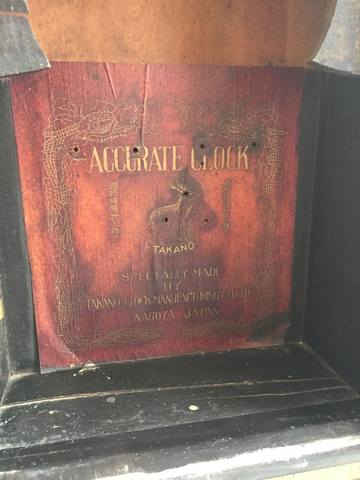 ACCURATE CLOCK
TAKANO
SPECIALLY MADE
BY
TAKANO CLOCK MANUFACTURING CO. LTD.
NAGOYA JAPAN